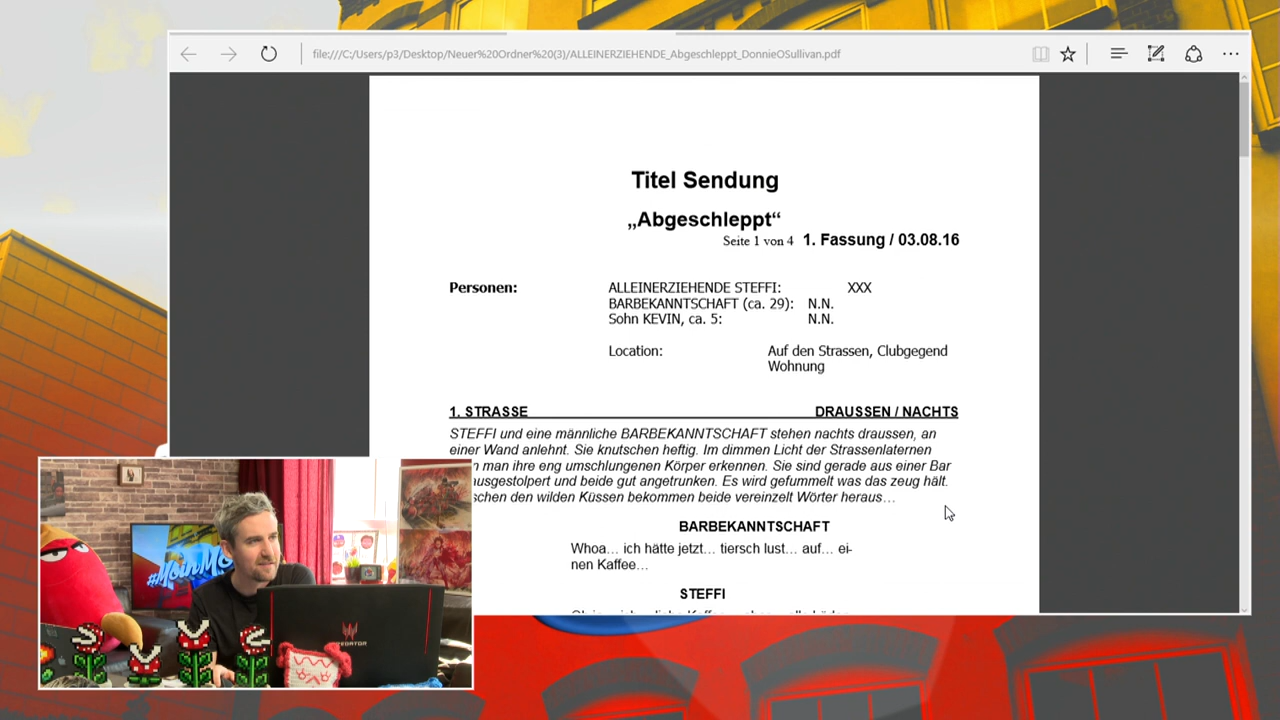 file:///C:/Users/p3/Desktop/Neuer%20Ordner%20(3)/ALLEINERZIEHENDE_Abgeschleppt_DonnieOSullivan.pdf
Titel Sendung
„Abgeschleppt“
Seite 1 von 4 1. Fassung / 03.08.16
Personen: ALLEINERZIEHENDE STEFFI: XXX
BARBEKANNTSCHAFT (ca. 29): N.N.
Sohn KEVIN, ca. 5: N.N.
Location: Auf den Strassen, Clubgegend
Wohnung
1. STRASSE DRAUSSEN / NACHTS
STEFFI und eine männliche BARBEKANNTSCHAFT stehen nachts draussen, an
einer Wand anlehnt. Sie knutschen heftig. Im dimmen Licht der Strassenlaternen
man ihre eng umschlungenen Körper erkennen. Sie sind gerade aus einer Bar
usgestolpert und beide gut angetrunken. Es wird gefummelt was das zeug hält.
schen den wilden Küssen bekommen beide vereinzelt Wörter heraus…
BARBEKANNTSCHAFT
Whoa… ich hätte jetzt… tiersch lust… auf… ei-
nen Kaffee…
STEFFI
#MoinMo
PREDATOR